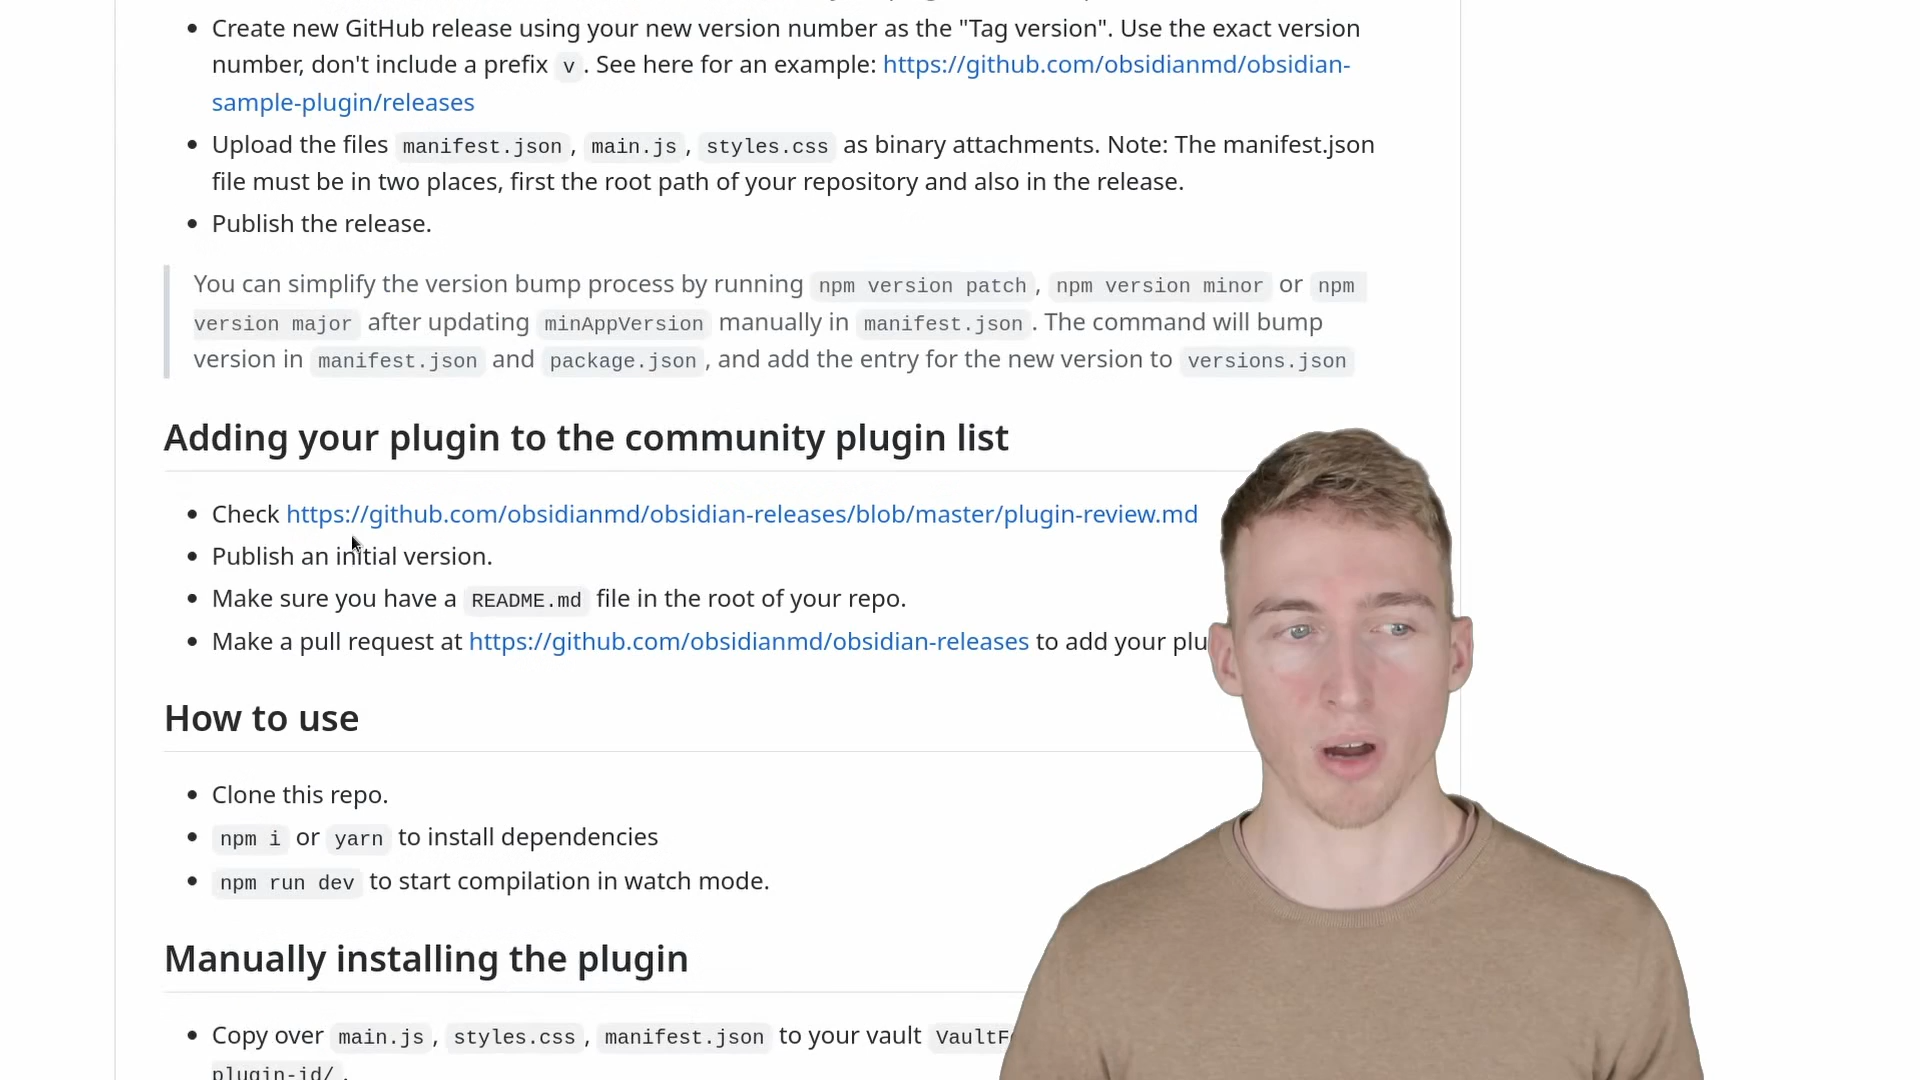 Create new GitHub release using your new version number as the "Tag version". Use the exact version
number, don't include a prefix v . See here for an example: https://github.com/obsidianmd/obsidian-
sample-plugin/releases
Upload the files manifest.json , main.js , styles.css as binary attachments. Note: The manifest.json
file must be in two places, first the root path of your repository and also in the release.
Publish the release.
You can simplify the version bump process by running npm version patch , npm version minor or npm
version major after updating minAppVersion manually in manifest.json . The command will bump
version in manifest.json and package.json , and add the entry for the new version to versions.json
Adding your plugin to the community plugin list
Check https://github.com/obsidianmd/obsidian-releases/blob/master/plugin-review.md
Publish an initial version.
Make sure you have a README.md file in the root of your repo.
Make a pull request at https://github.com/obsidianmd/obsidian-releases to add your
How to use
Clone this repo.
npm i or yarn to install dependencies
npm run dev to start compilation in watch mode.
Manually installing the plugin
Copy over main.js , styles.css , manifest.json to your vault
plugin-id/ .